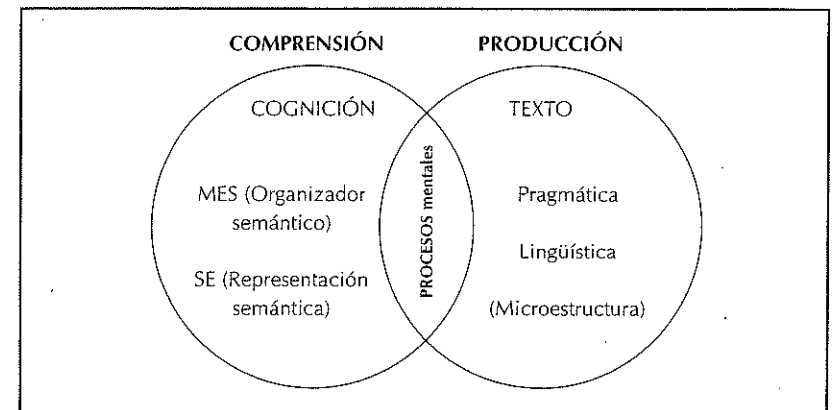 COMPRENSIÓN
PRODUCCIÓN
COGNICIÓN
MES (Organizador
semántico)
SE (Representación
semántica)
PROCESOS mentales
TEXTO
Pragmática
Lingüística
(Microestructura)